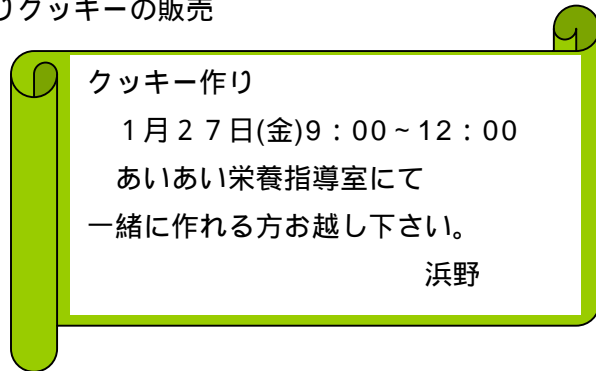 りクッキーの販売
クッキー作り
1月27日(金)9:00~12:00
あいあい栄養指導室にて
一緒に作れる方お越し下さい。
浜野